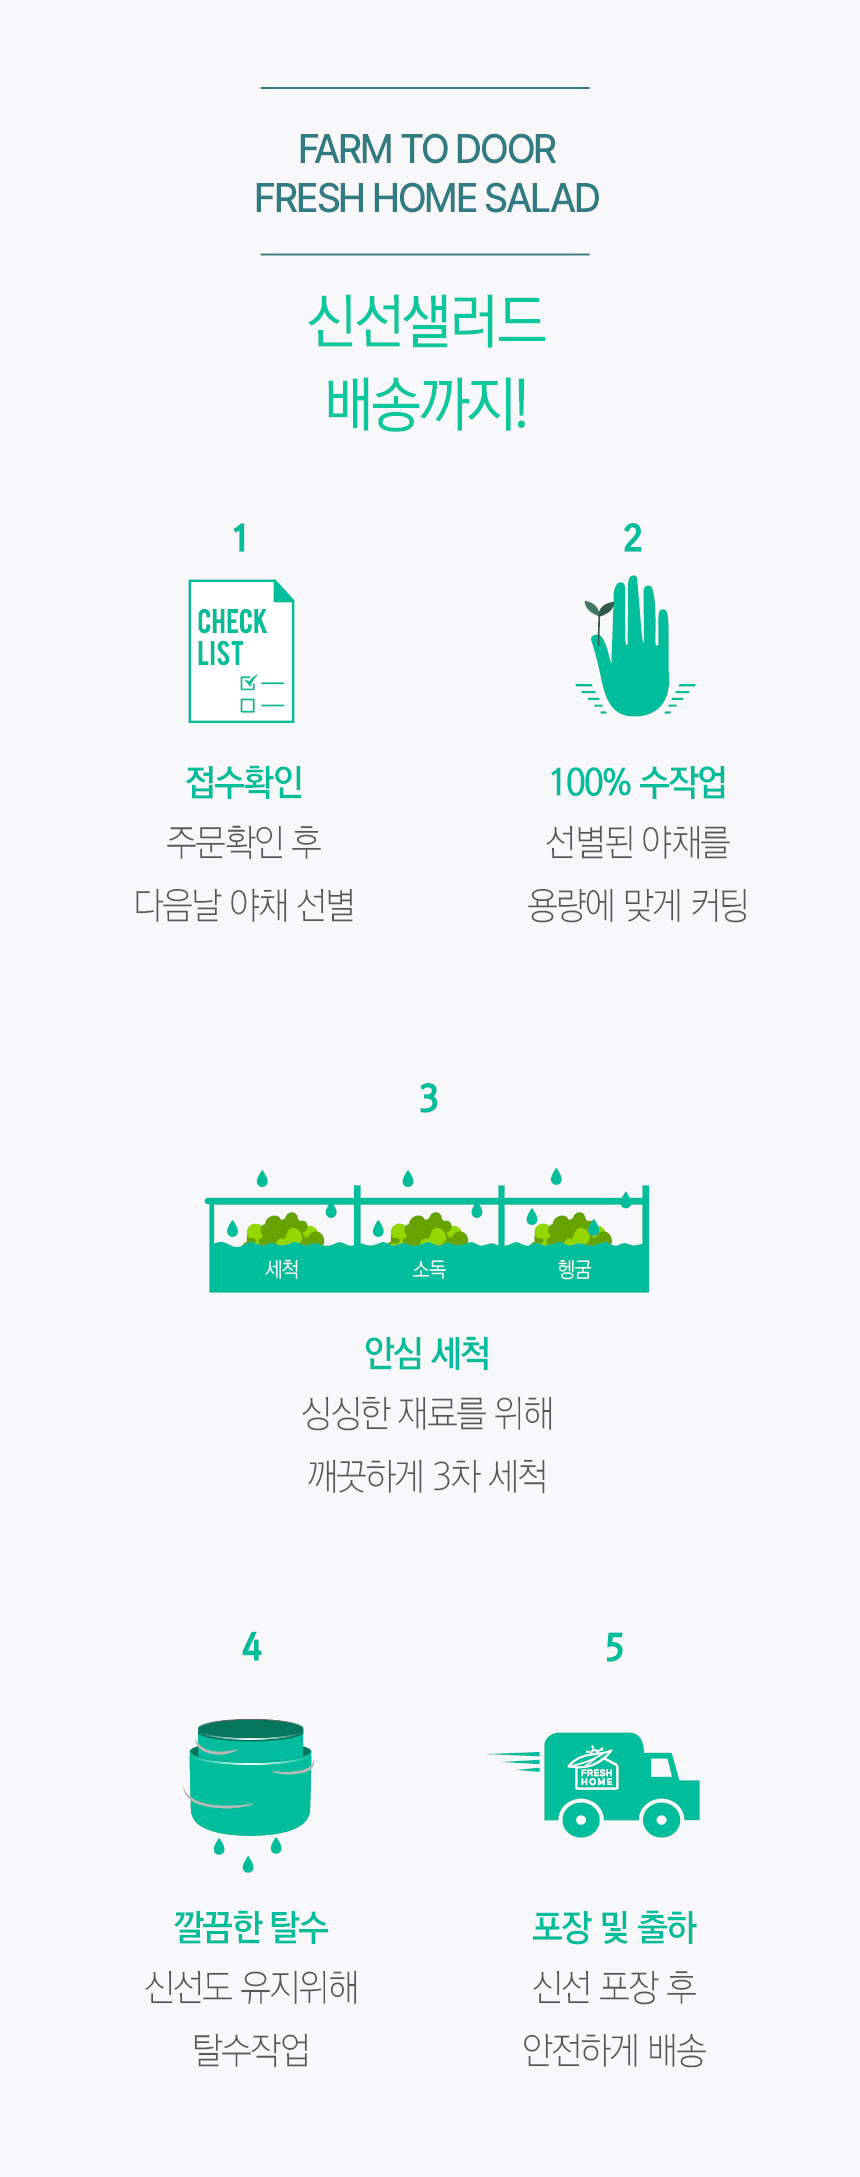 FARM TO DOOR
FRESH HOME SALAD
신선샐러드
배송까지!
1
CHECK
LIST
접수확인
주문확인 후
다음날 야채 선별
2
100% 수작업
선별된 야채를
용량에 맞게 커팅
3
세척 소독 헹굼
안심 세척
싱싱한 재료를 위해
깨끗하게 3차 세척
4
깔끔한 탈수
신선도 유지위해
탈수작업
5
FRESH
HOME
포장 및 출하
신선 포장 후
안전하게 배송